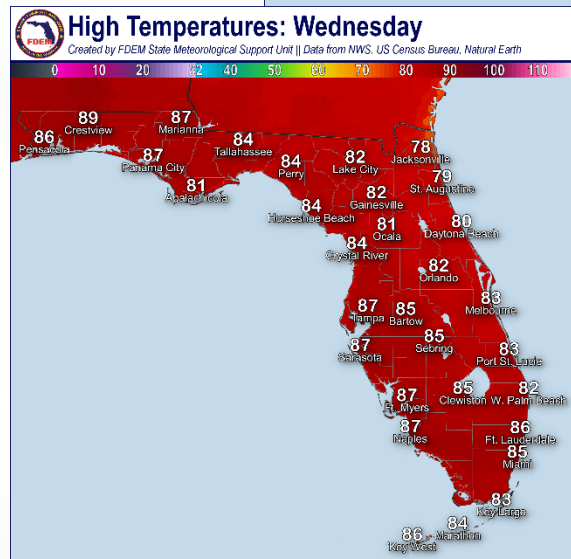 FDEM
High Temperatures: Wednesday
Created by FDEM State Meteorological Support Unit || Data from NWS, US Census Bureau, Natural Earth
0 10 20 32 40 50 60 70 80 90 100 110
89
Crestview
87
Marianna
86
Pensacola
84
Tallahassee
78
Jacksonville
87
Panama City
84
Perry
82
Lake City
79
St. Augustine
81
Apalachicola
82
Gainesville
84
Horseshoe Beach
81
Ocala
80
Daytona Beach
84
Crystal River
82
Orlando
83
Melbourne
87
Tampa
85
Bartow
87
Sarasota
85
Sebring
83
Port St. Lucie
87
Ft. Myers
85
Clewiston
82
W. Palm Beach
87
Naples
86
Ft. Lauderdale
85
Miami
83
Key Largo
84
Marathon
86
Key West